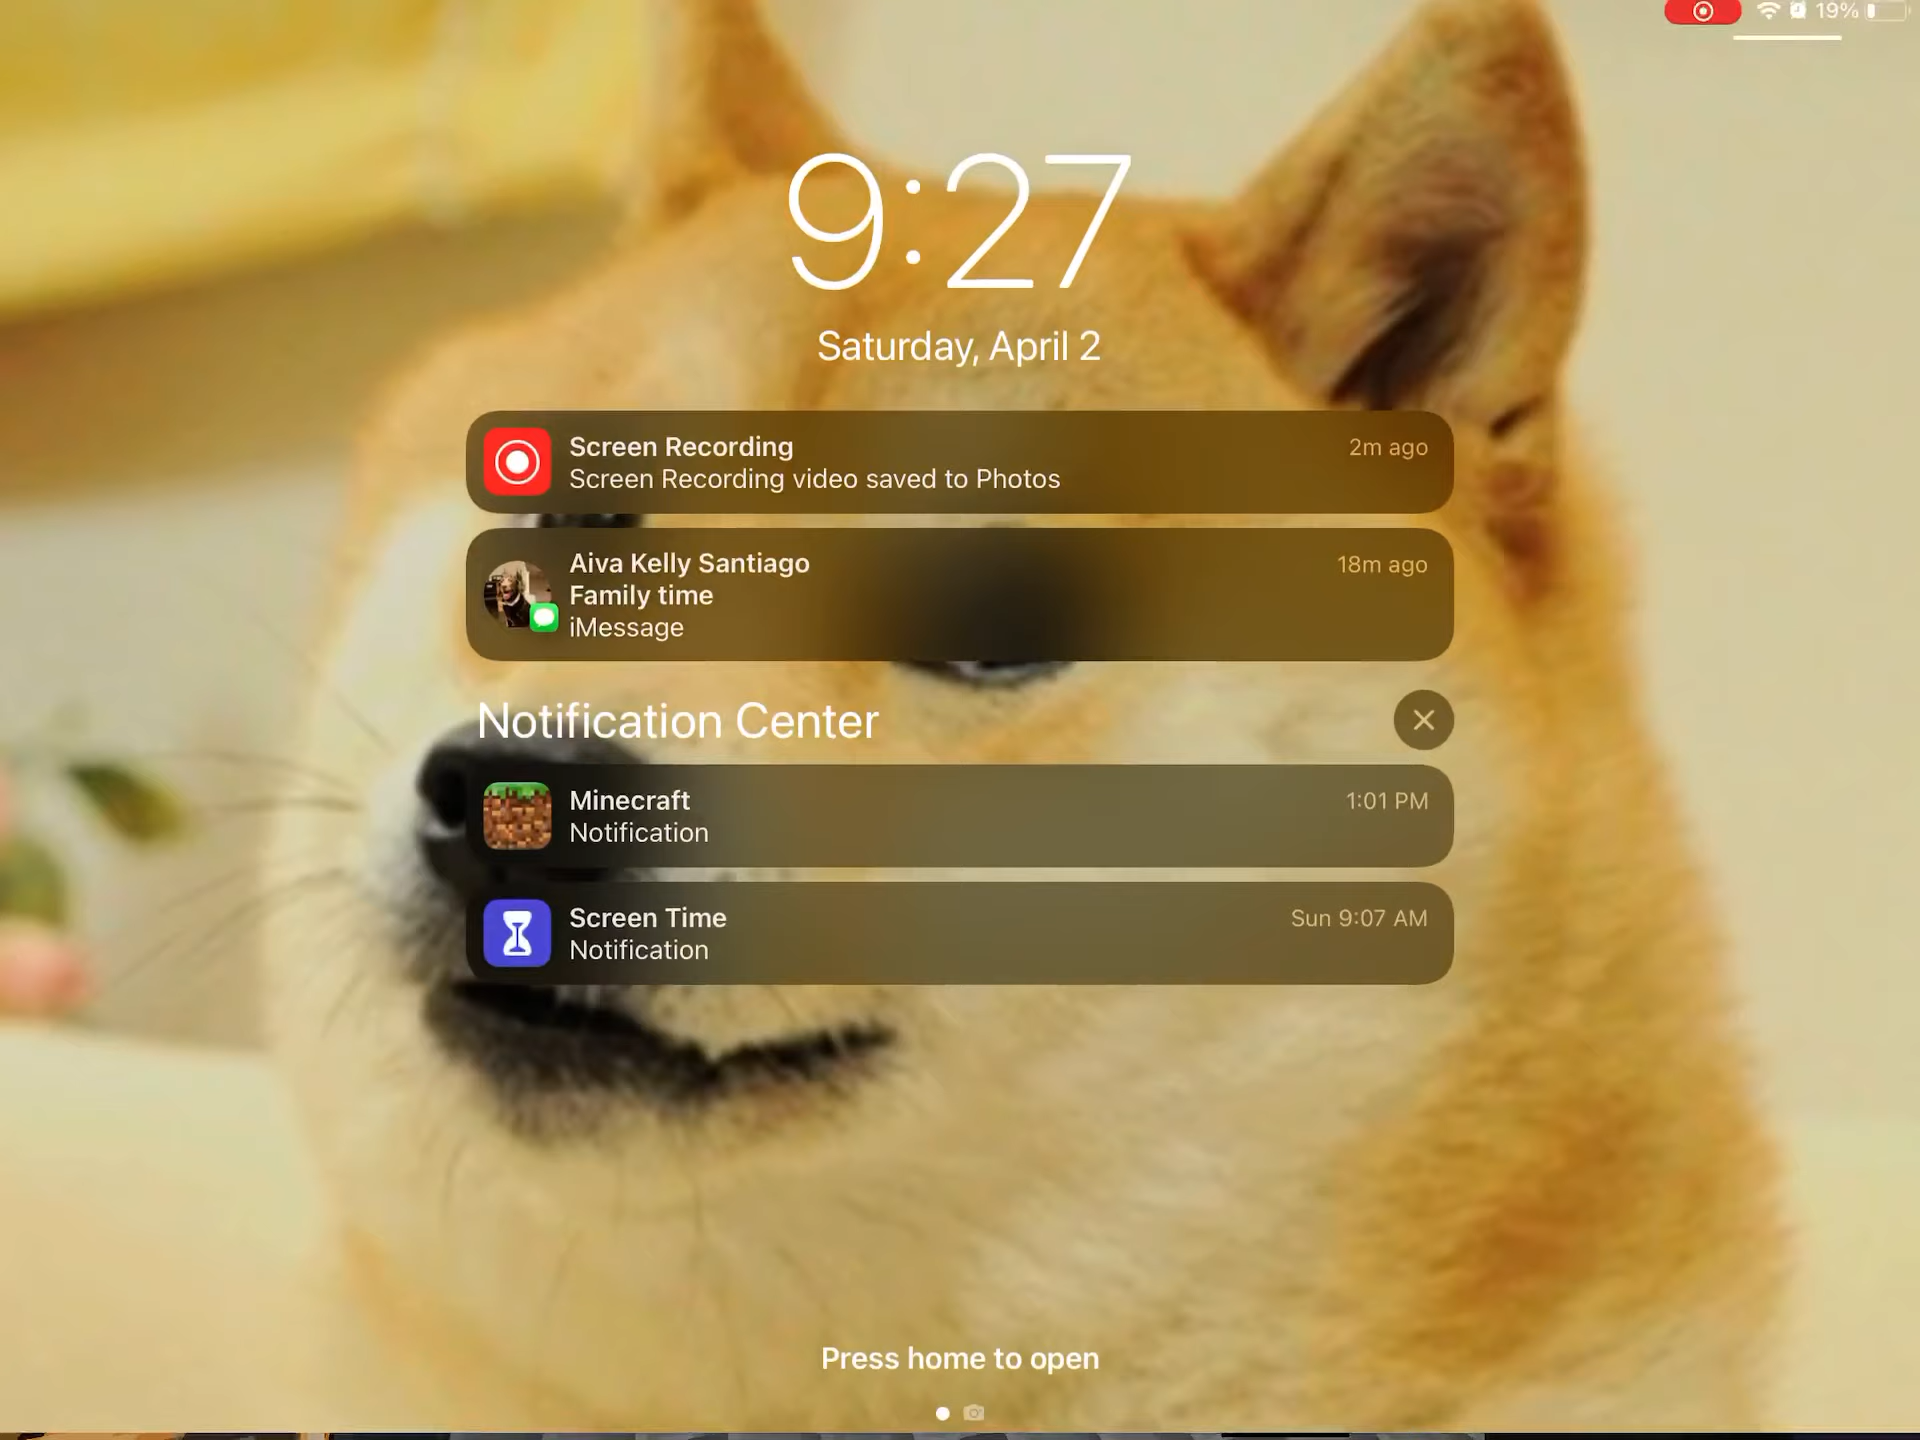 19%
9:27
Saturday, April 2
Screen Recording
2m ago
Screen Recording video saved to Photos
Aiva Kelly Santiago
18m ago
Family time
iMessage
Notification Center
Minecraft
1:01 PM
Notification
Screen Time
Sun 9:07 AM
Notification
Press home to open